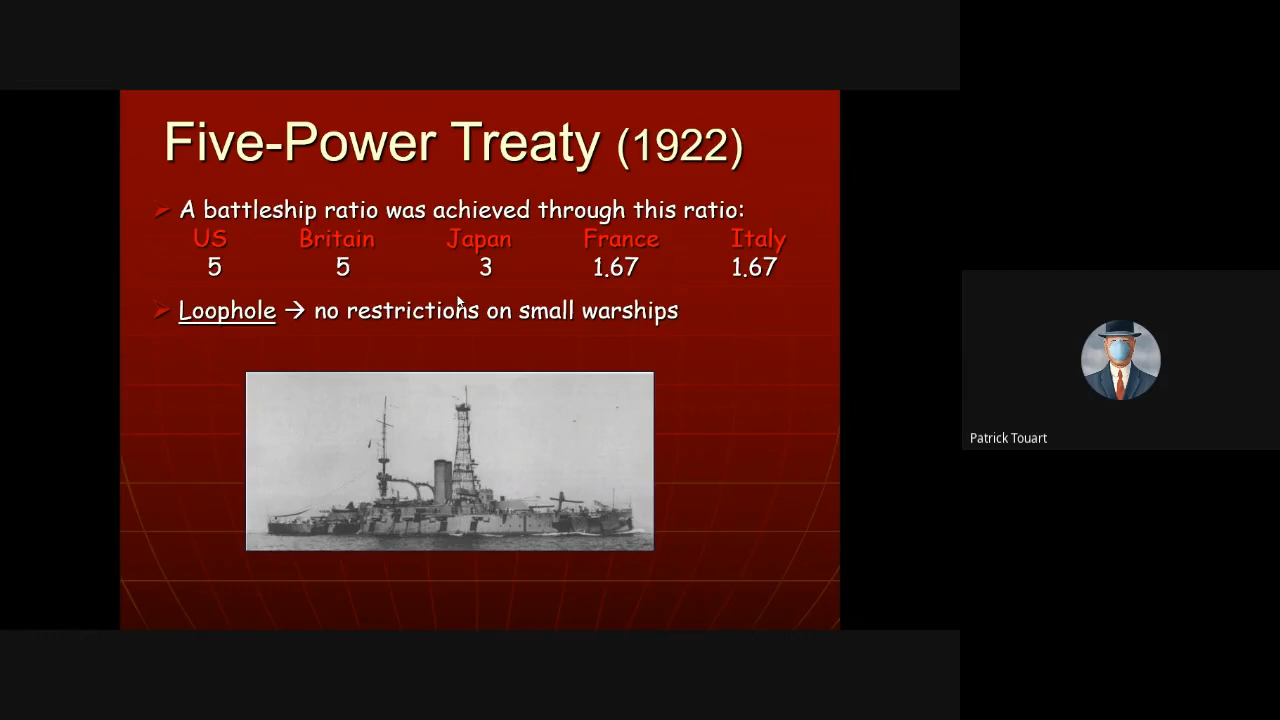 Five-Power Treaty (1922)
A battleship ratio was achieved through this ratio:
US Britain Japan France Italy
5 5 3 1.67 1.67
Loophole → no restrictions on small warships
Patrick Touart